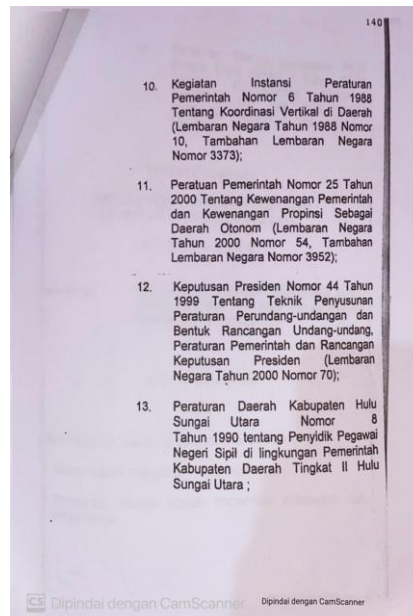 140
10. Kegiatan Instansi Peraturan
Pemerintah Nomor 6 Tahun 1988
Tentang Koordinasi Vertikal di Daerah
(Lembaran Negara Tahun 1988 Nomor
10, Tambahan Lembaran Negara
Nomor 3373);
11. Peratuan Pemerintah Nomor 25 Tahun
2000 Tentang Kewenangan Pemerintah
dan Kewenangan Propinsi Sebagai
Daerah Otonom (Lembaran Negara
Tahun 2000 Nomor 54, Tambahan
Lembaran Negara Nomor 3952);
12. Keputusan Presiden Nomor 44 Tahun
1999 Tentang Teknik Penyusunan
Peraturan Perundang-undangan dan
Bentuk Rancangan Undang-undang,
Peraturan Pemerintah dan Rancangan
Keputusan Presiden (Lembaran
Negara Tahun 2000 Nomor 70);
13. Peraturan Daerah Kabupaten Hulu
Sungai Utara Nomor 8
Tahun 1990 tentang Penyidik Pegawai
Negeri Sipil di lingkungan Pemerintah
Kabupaten Daerah Tingkat II Hulu
Sungai Utara ;
CS Dipindai dengan CamScanner
Dipindai dengan CamScanner